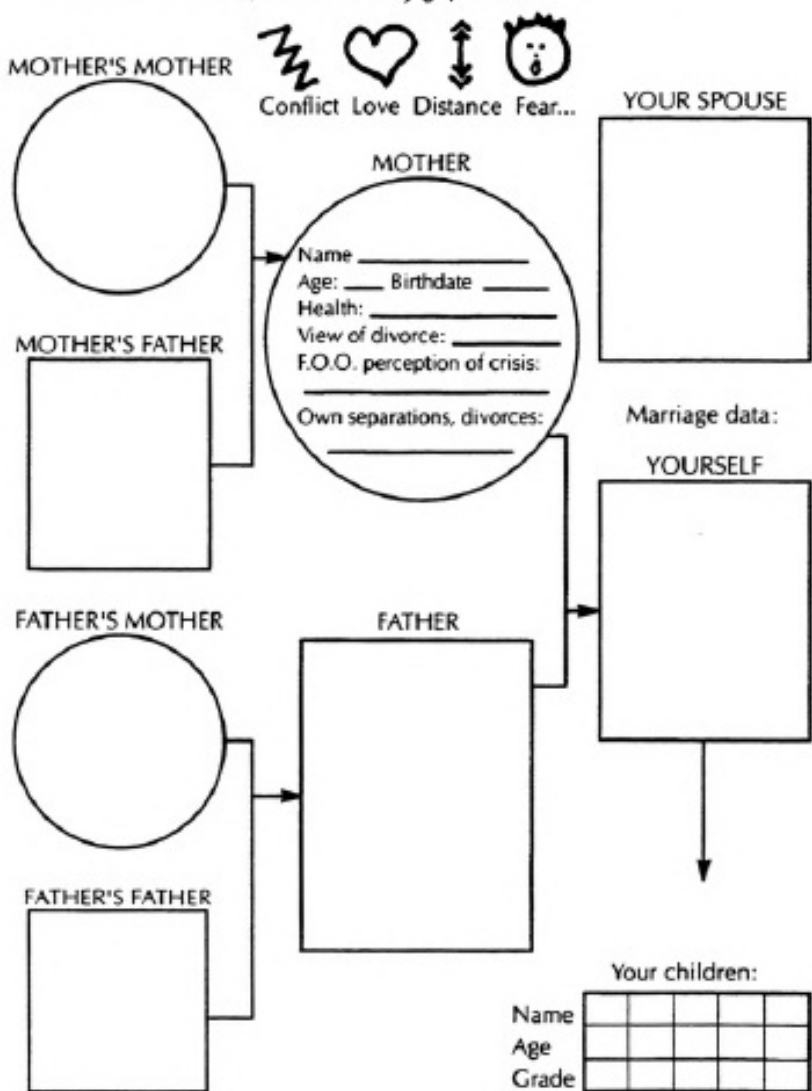 MOTHER'S MOTHER
Conflict Love Distance Fear...
YOUR SPOUSE
MOTHER
Name
Age: Birthdate
Health:
View of divorce:
F.O.O. perception of crisis:
Own separations, divorces:
MOTHER'S FATHER
Marriage data:
YOURSELF
FATHER'S MOTHER
FATHER
FATHER'S FATHER
Your children:
Name
Age
Grade